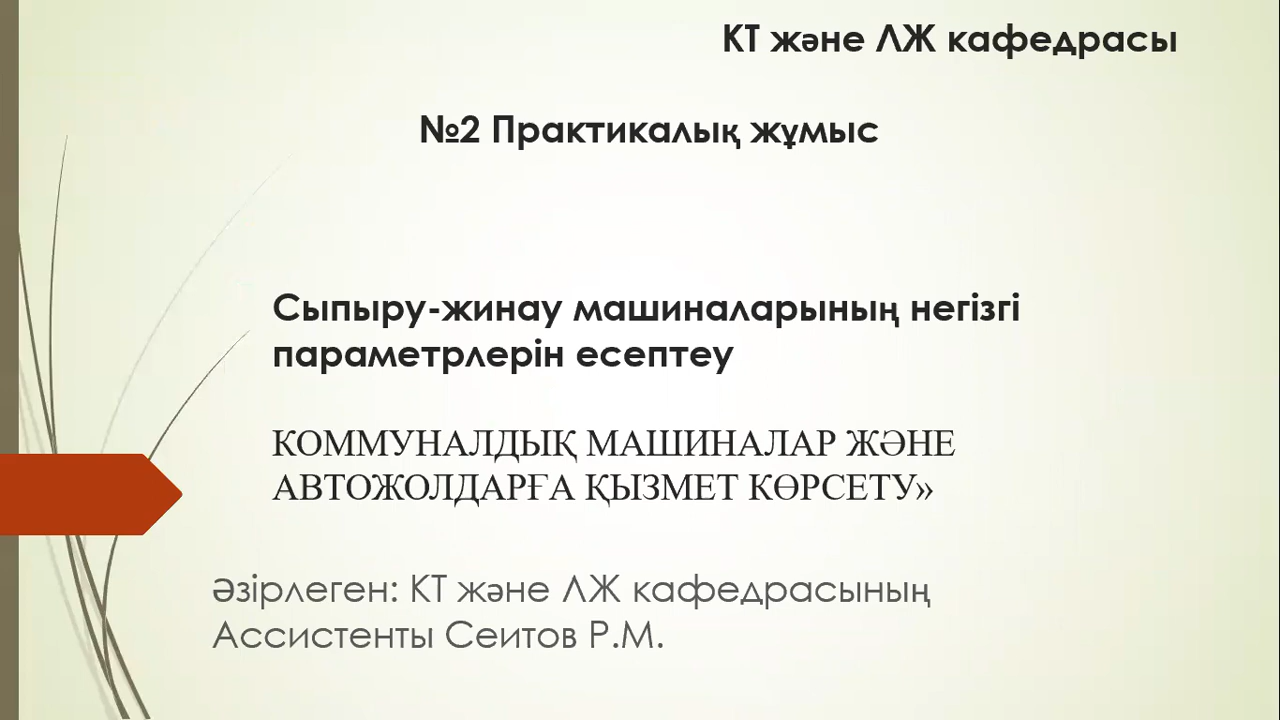 КТ және ЛЖ кафедрасы
№2 Практикалық жұмыс
Сыпыру-жинау машиналарының негізгі
параметрлерін есептеу
КОММУНАЛДЫҚ МАШИНАЛАР ЖӘНЕ
АВТОЖОЛДАРҒА ҚЫЗМЕТ КӨРСЕТУ»
Әзірлеген: КТ және ЛЖ кафедрасының
Ассистенты Сеитов Р.М.